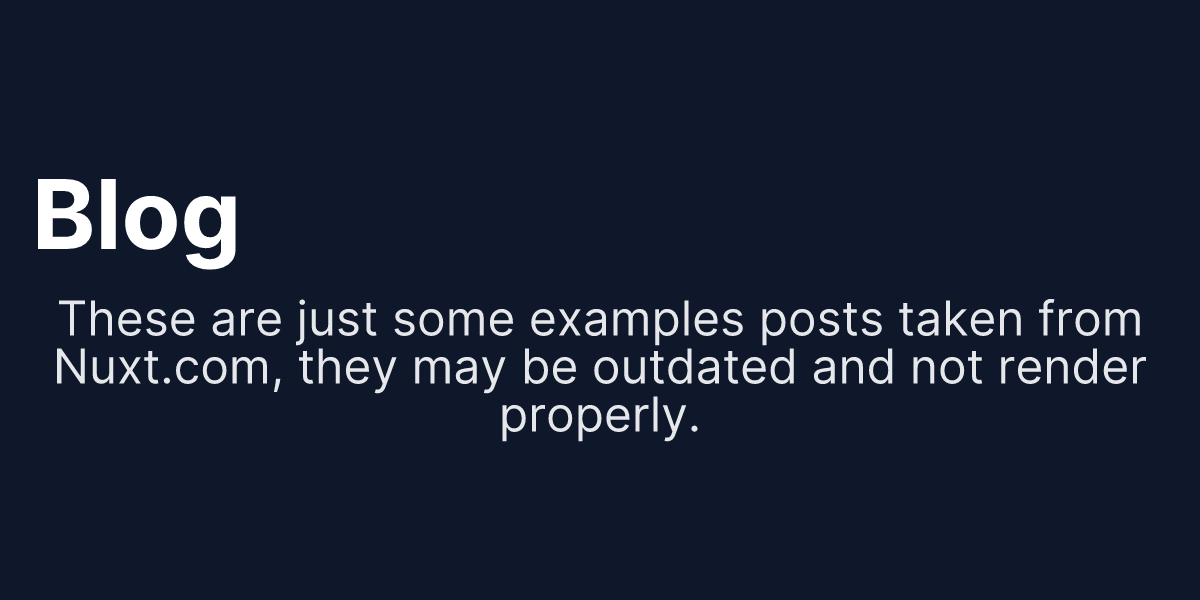 Blog
These are just some examples posts taken from
Nuxt.com, they may be outdated and not render
properly.